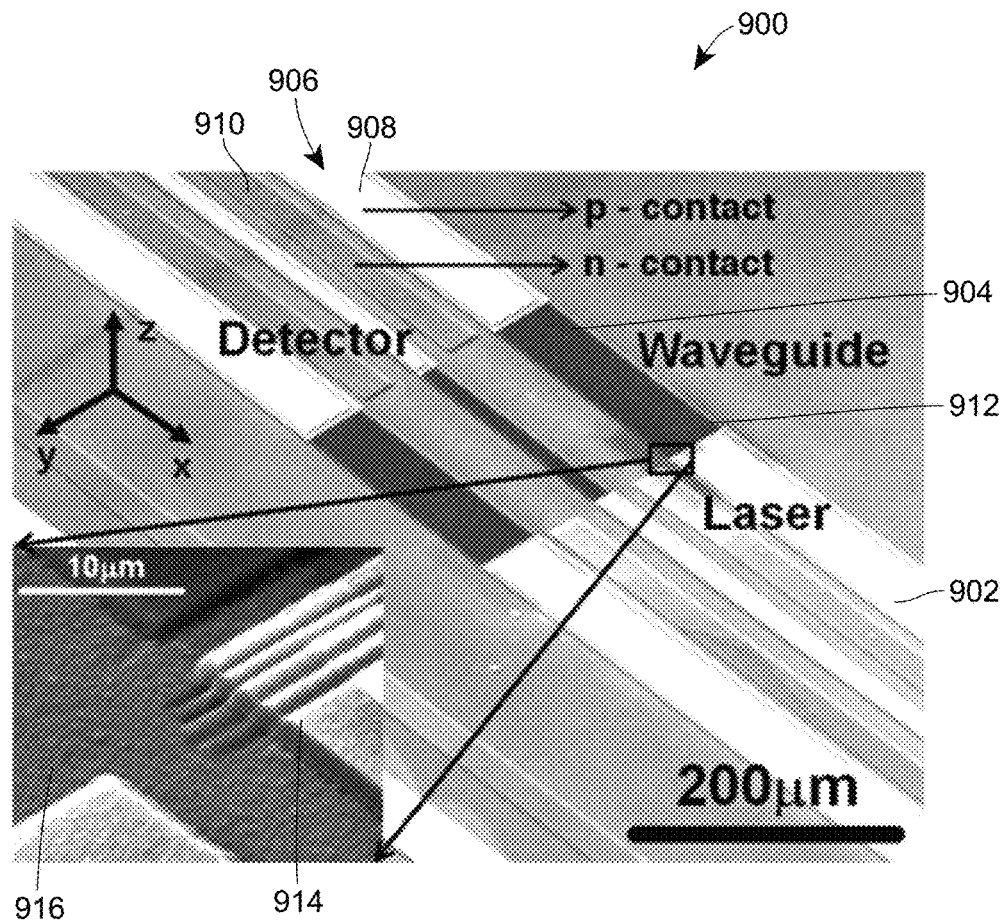 900
906
908
910
p - contact
n - contact
904
Detector
Waveguide
z
912
y
x
Laser
10μm
902
200μm
916
914